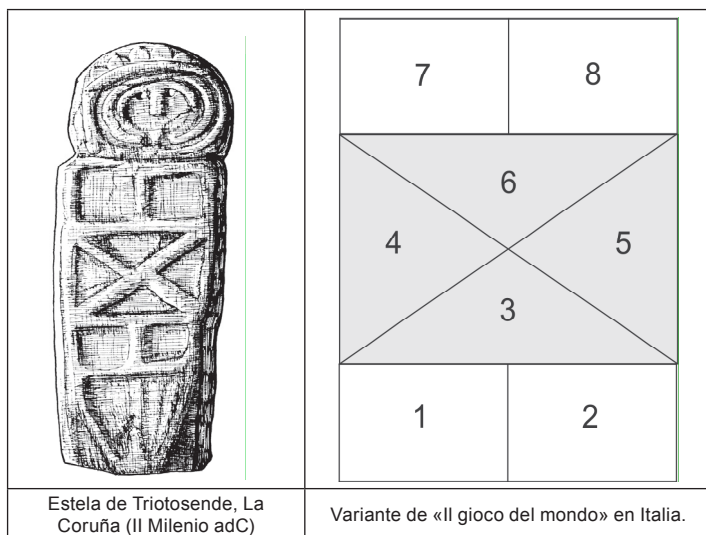 7 8
6
4 5
3
1 2
Estela de Triotosende, La
Coruña (II Milenio adC)
Variante de «Il gioco del mondo» en Italia.